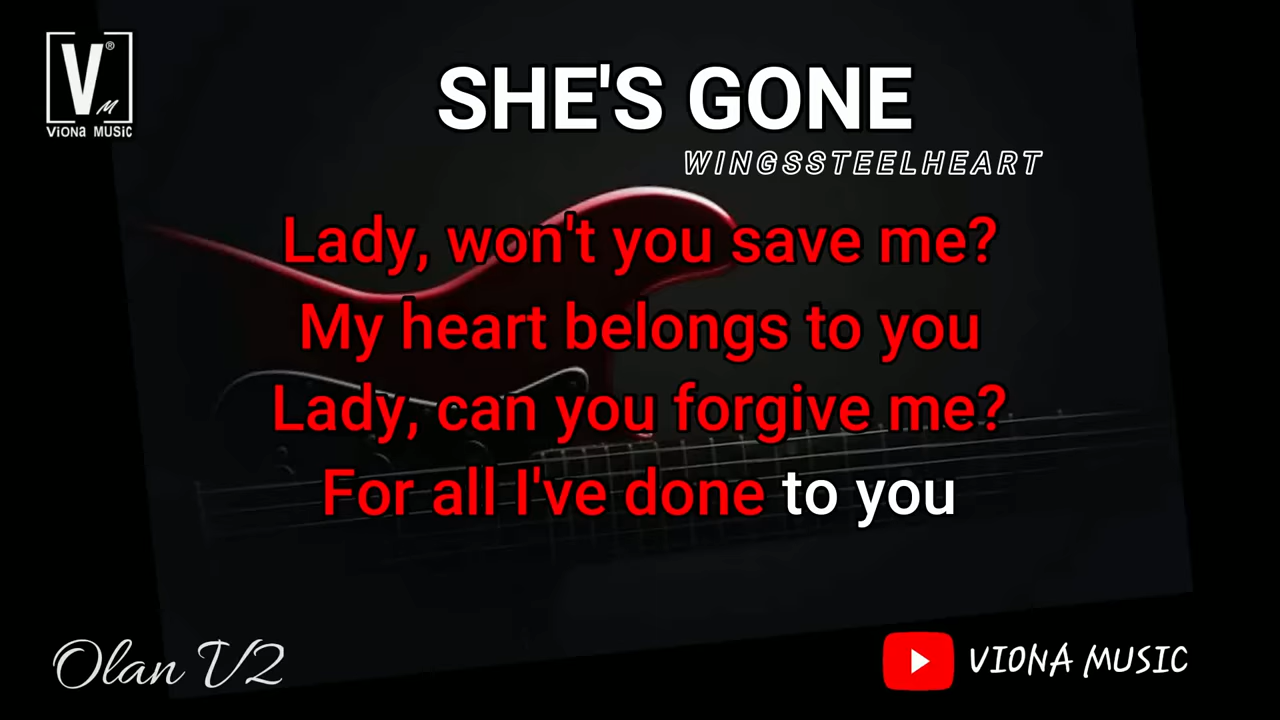 V®
M
ViONa MUSiC
SHE'S GONE
WINGSSTEELHEART
Lady, won't you save me?
My heart belongs to you
Lady, can you forgive me?
For all I've done to you
Olan V2
VIONA MUSIC